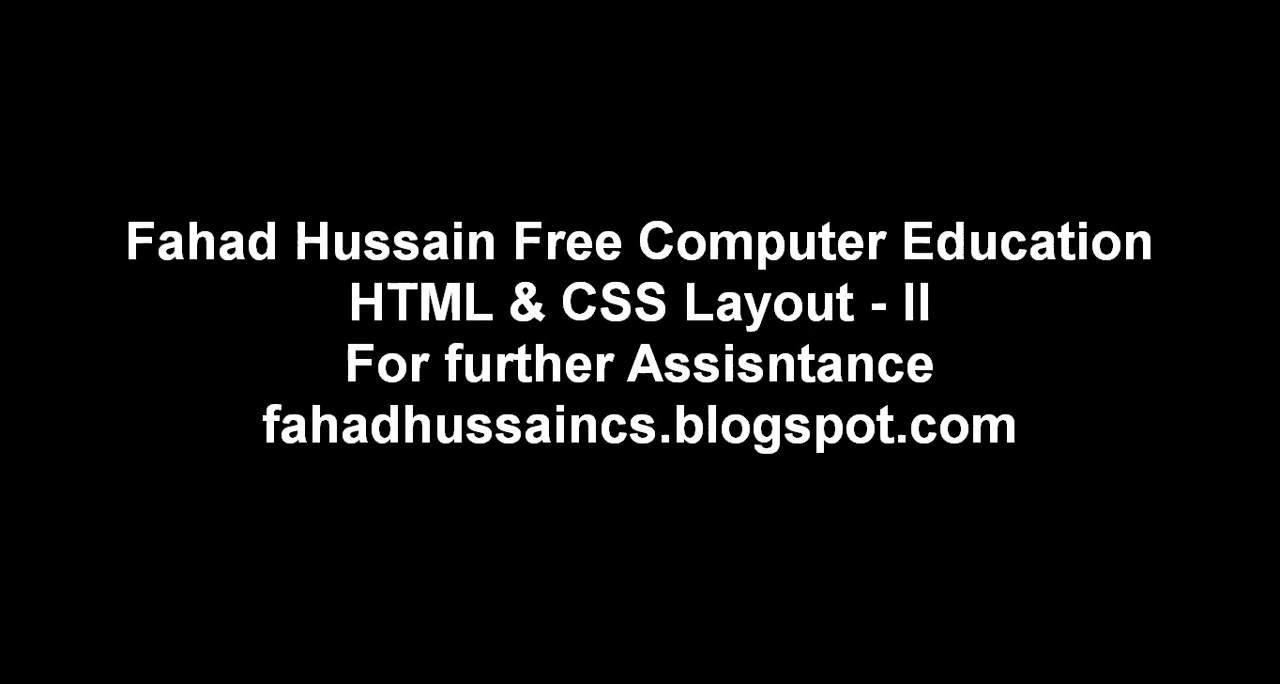 Fahad Hussain Free Computer Education
HTML & CSS Layout - II
For further Assisntance
fahadhussaincs.blogspot.com